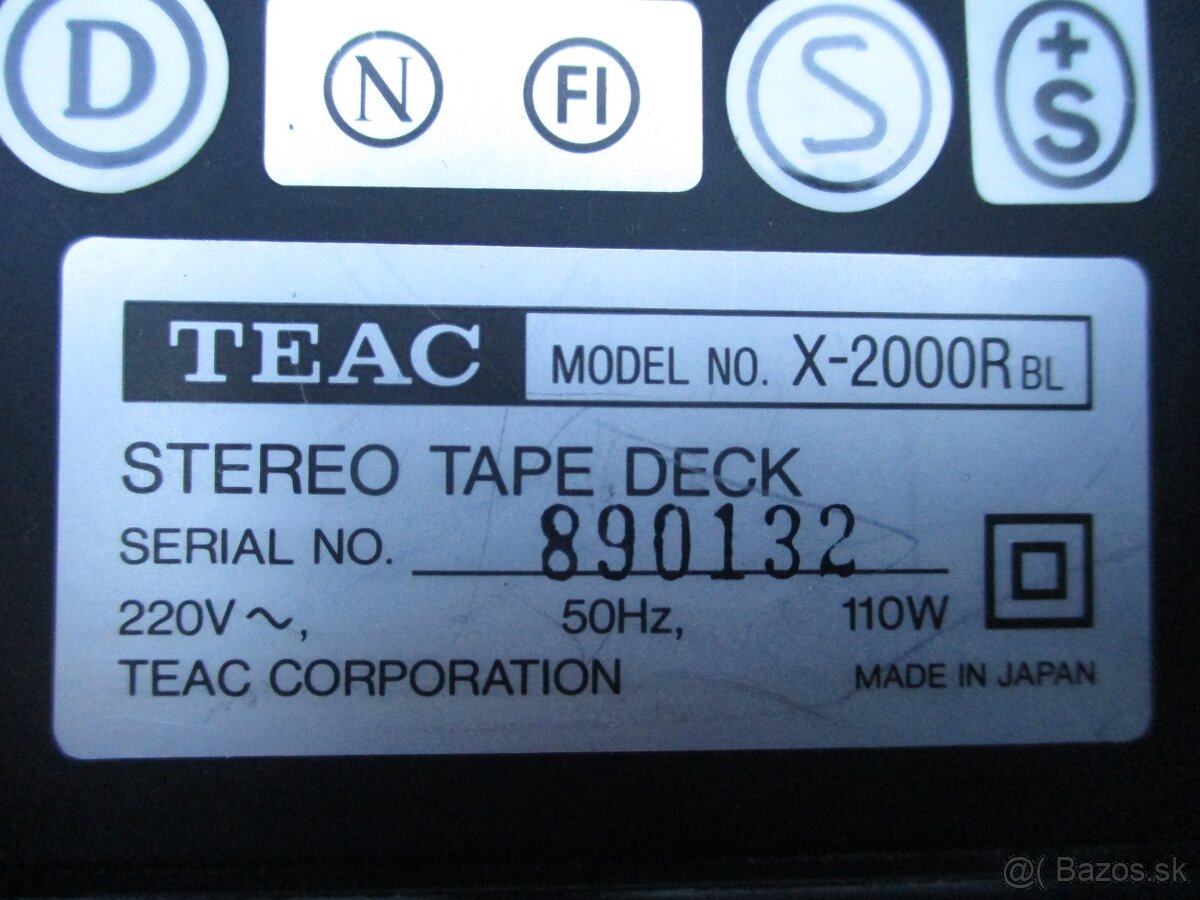 D N FI S +S
TEAC MODEL NO. X-2000R BL
STEREO TAPE DECK
SERIAL NO. 890132
220V ~, 50Hz, 110W
TEAC CORPORATION MADE IN JAPAN
@( Bazos.sk